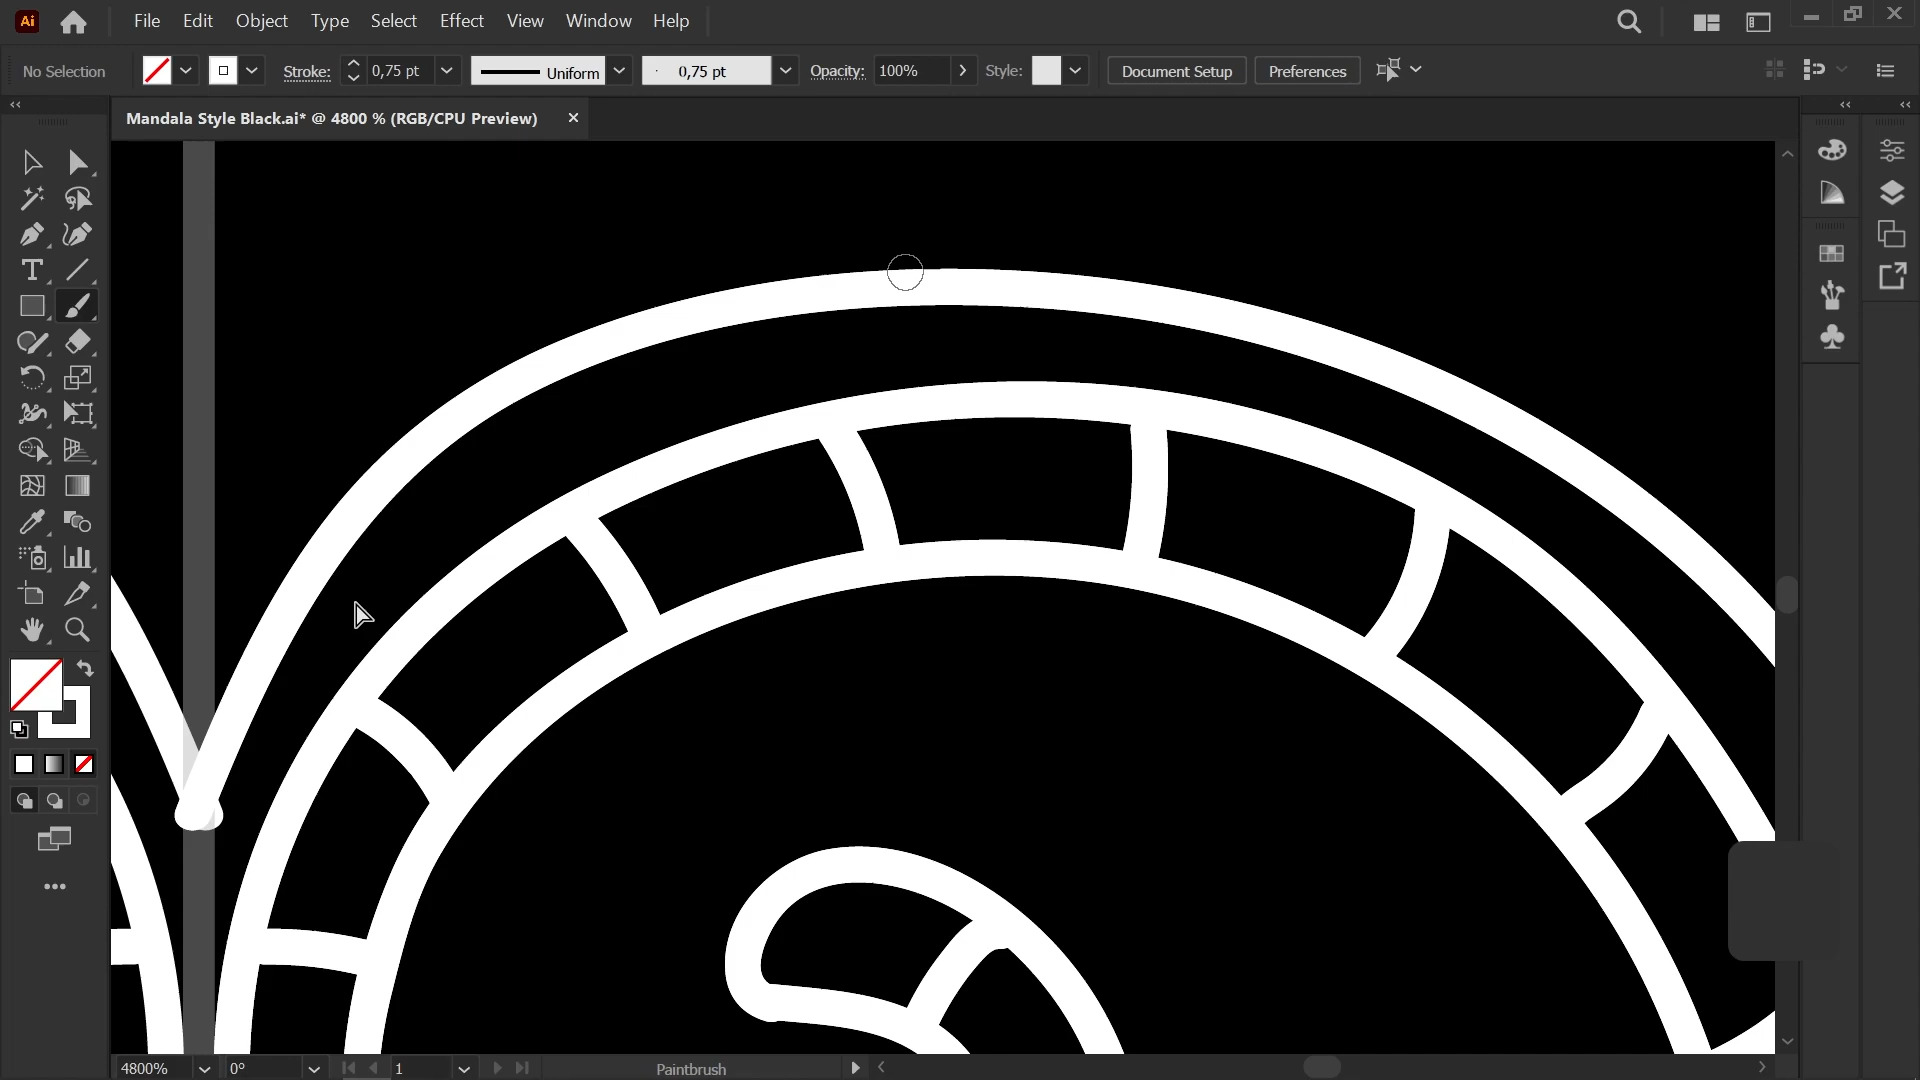 Ai File Edit Object Type Select Effect View Window Help
No Selection Stroke: 0,75 pt Uniform 0,75 pt Opacity: 100% Style: Document Setup Preferences
Mandala Style Black.ai* @ 4800 % (RGB/CPU Preview)
4800% 0° 1 Paintbrush